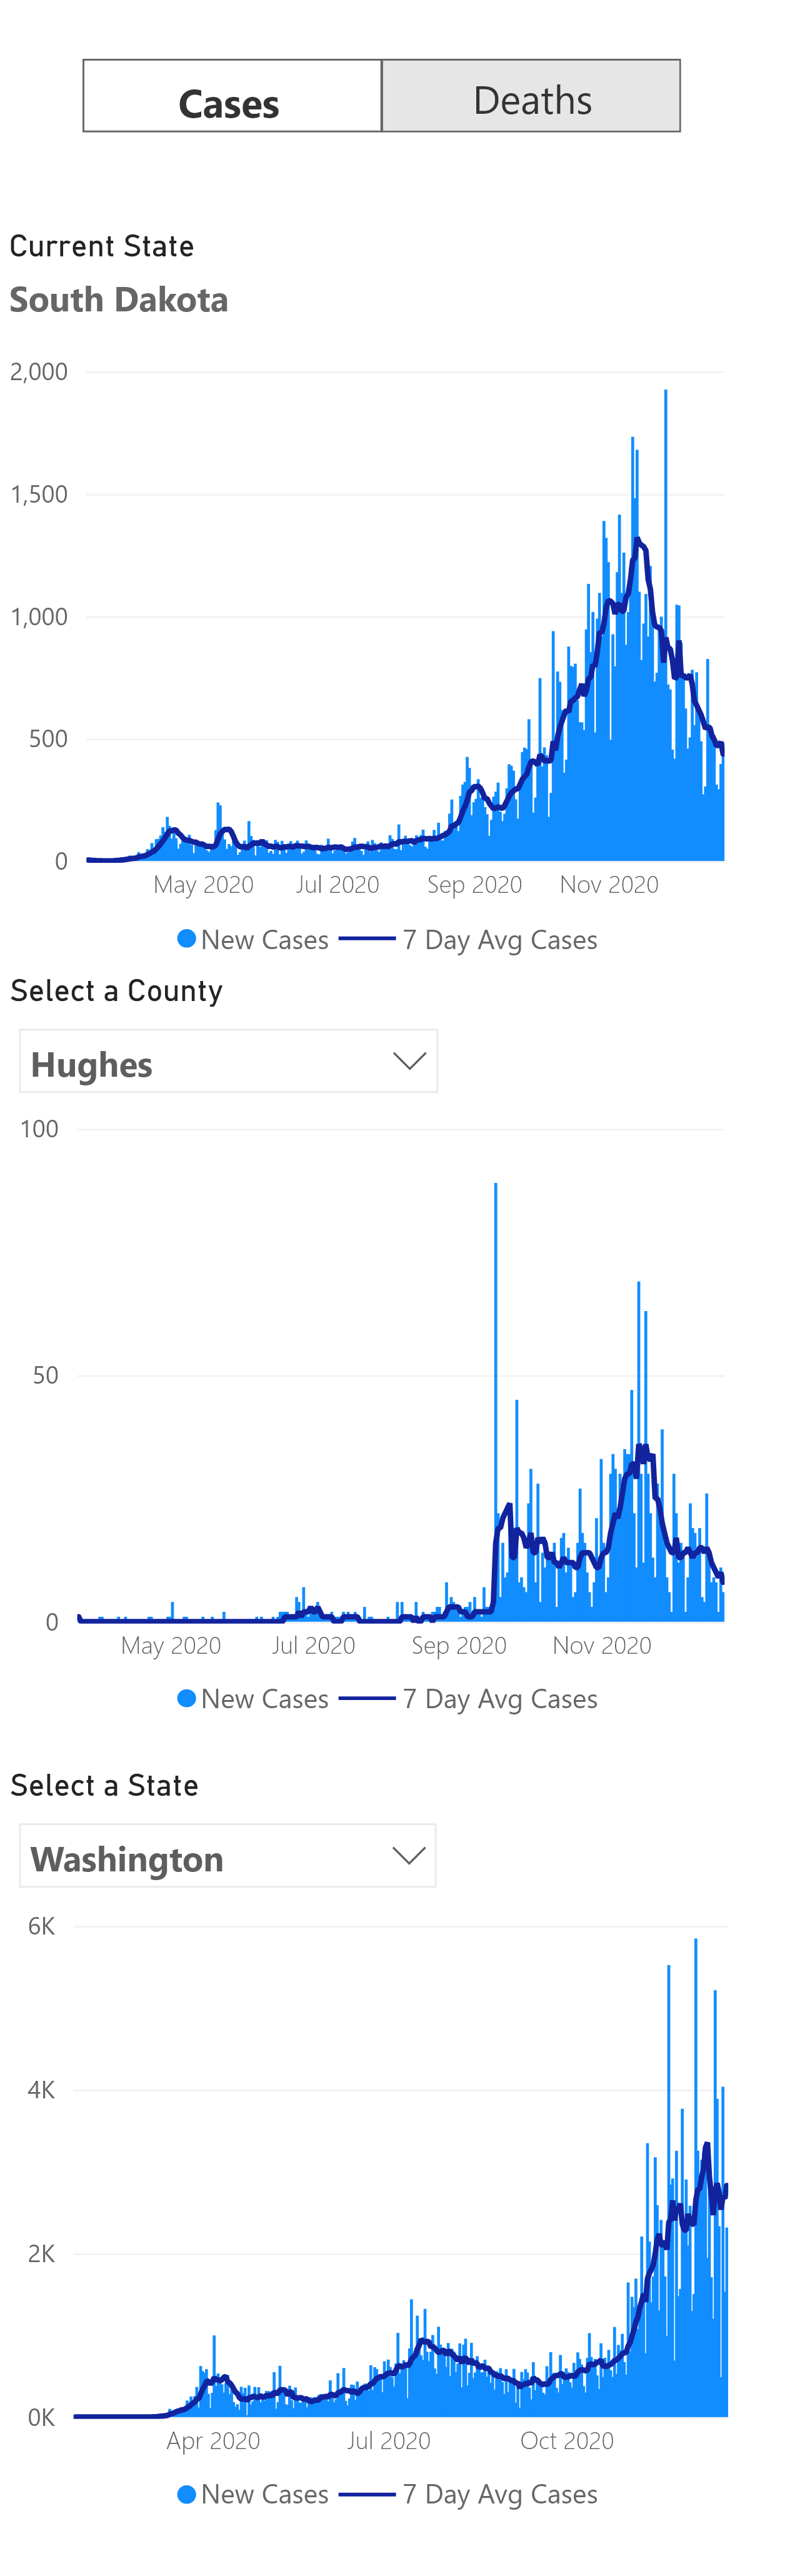 Cases Deaths
Current State
South Dakota
2,000
1,500
1,000
500
0
May 2020 Jul 2020 Sep 2020 Nov 2020
New Cases 7 Day Avg Cases
Select a County
Hughes
100
50
0
May 2020 Jul 2020 Sep 2020 Nov 2020
New Cases 7 Day Avg Cases
Select a State
Washington
6K
4K
2K
0K
Apr 2020 Jul 2020 Oct 2020
New Cases 7 Day Avg Cases